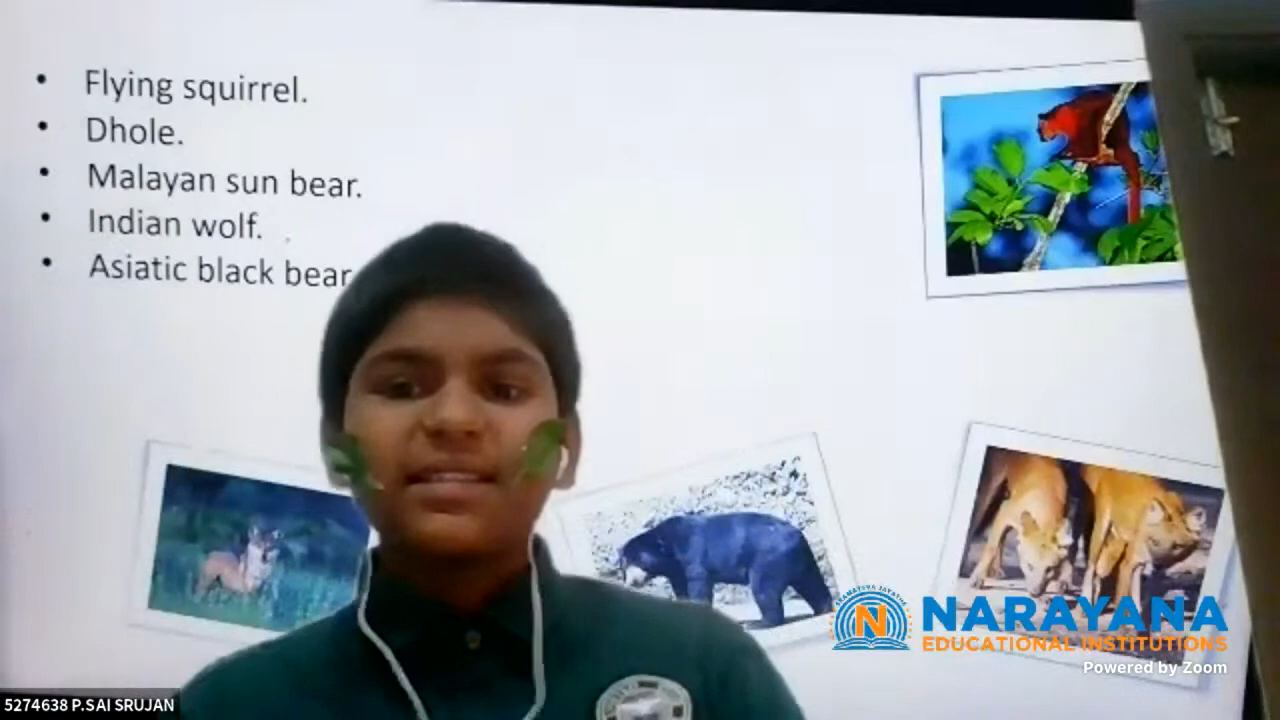 • Flying squirrel.
• Dhole.
• Malayan sun bear.
• Indian wolf.
• Asiatic black bear
NARAYANA
EDUCATIONAL INSTITUTIONS
Powered by Zoom
5274638 P.SAI SRUJAN